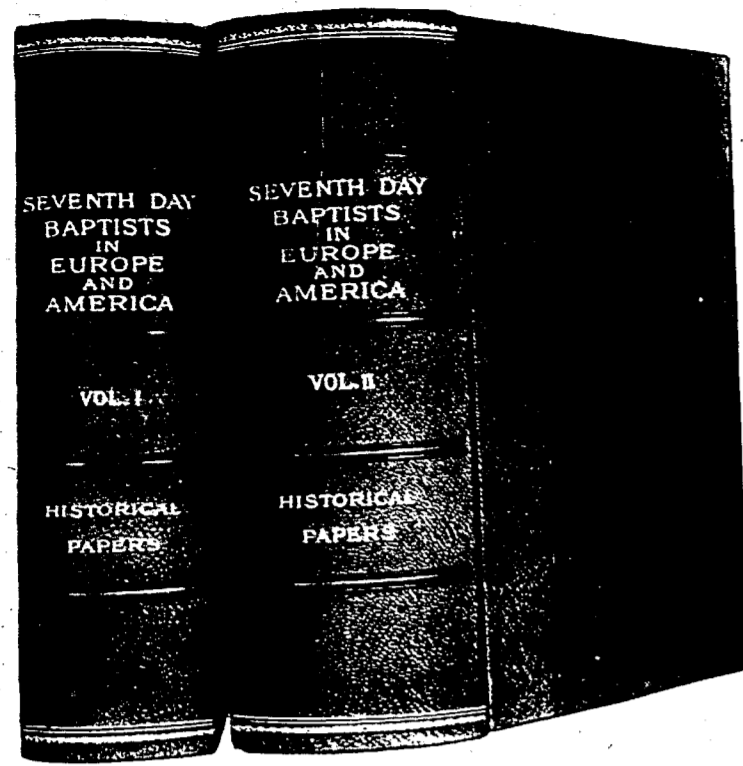 SEVENTH DAY
BAPTISTS
IN
EUROPE
AND
AMERICA
VOL. I
HISTORICAL
PAPERS
SEVENTH DAY
BAPTISTS
IN
EUROPE
AND
AMERICA
VOL. II
HISTORICAL
PAPERS